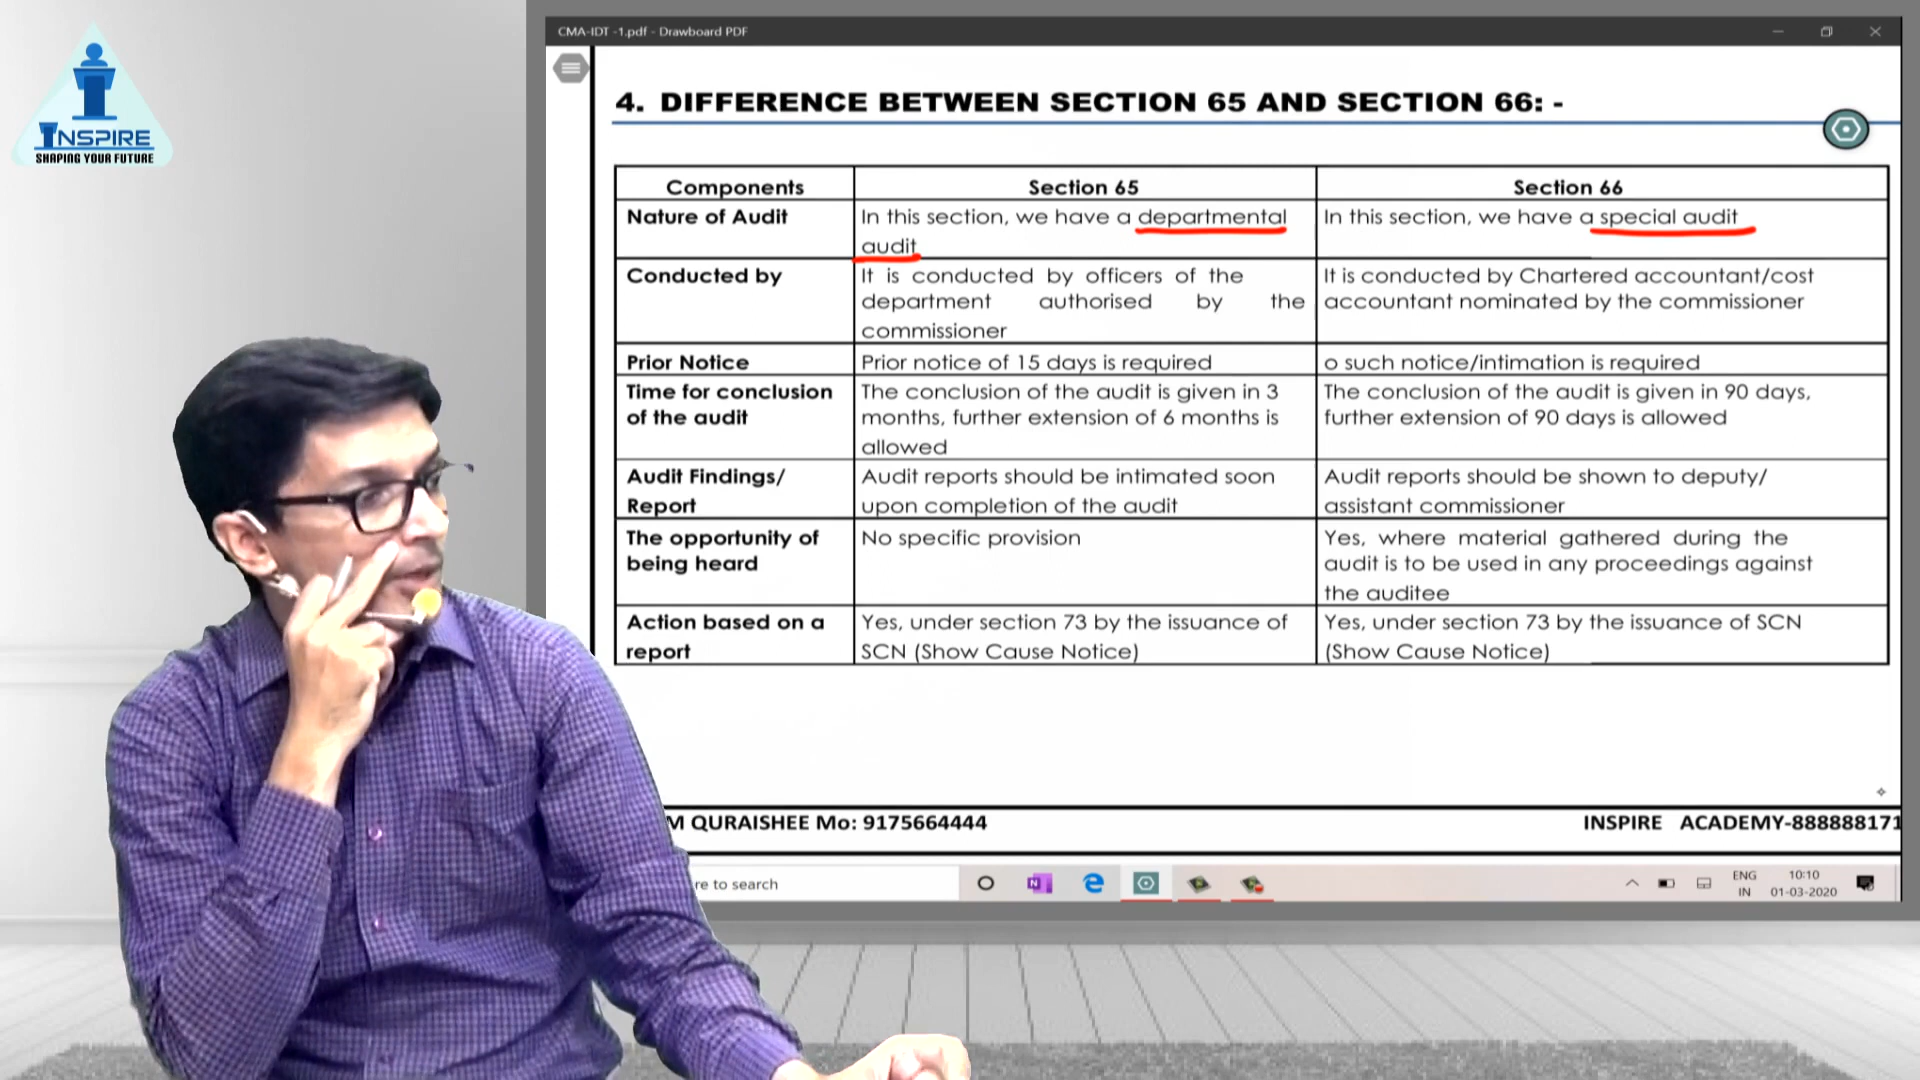 INSPIRE
SHAPING YOUR FUTURE
CMA-IDT -1.pdf - Drawboard PDF
4. DIFFERENCE BETWEEN SECTION 65 AND SECTION 66: -
Components
Section 65
Section 66
Nature of Audit
In this section, we have a departmental
audit
In this section, we have a special audit
Conducted by
It is conducted by officers of the
department authorised by the
commissioner
It is conducted by Chartered accountant/cost
accountant nominated by the commissioner
Prior Notice
Prior notice of 15 days is required
o such notice/intimation is required
Time for conclusion
of the audit
The conclusion of the audit is given in 3
months, further extension of 6 months is
allowed
The conclusion of the audit is given in 90 days,
further extension of 90 days is allowed
Audit Findings/
Report
Audit reports should be intimated soon
upon completion of the audit
Audit reports should be shown to deputy/
assistant commissioner
The opportunity of
being heard
No specific provision
Yes, where material gathered during the
audit is to be used in any proceedings against
the auditee
Action based on a
report
Yes, under section 73 by the issuance of
SCN (Show Cause Notice)
Yes, under section 73 by the issuance of SCN
(Show Cause Notice)
M QURAISHEE Mo: 9175664444
INSPIRE ACADEMY-888888171
re to search
N
ENG
IN
10:10
01-03-2020